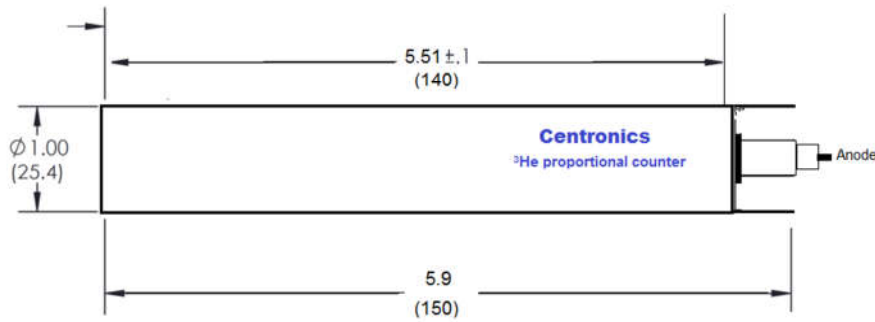 5.51±.1
(140)
Ø1.00
(25.4)
Centronics
³He proportional counter
Anode
5.9
(150)